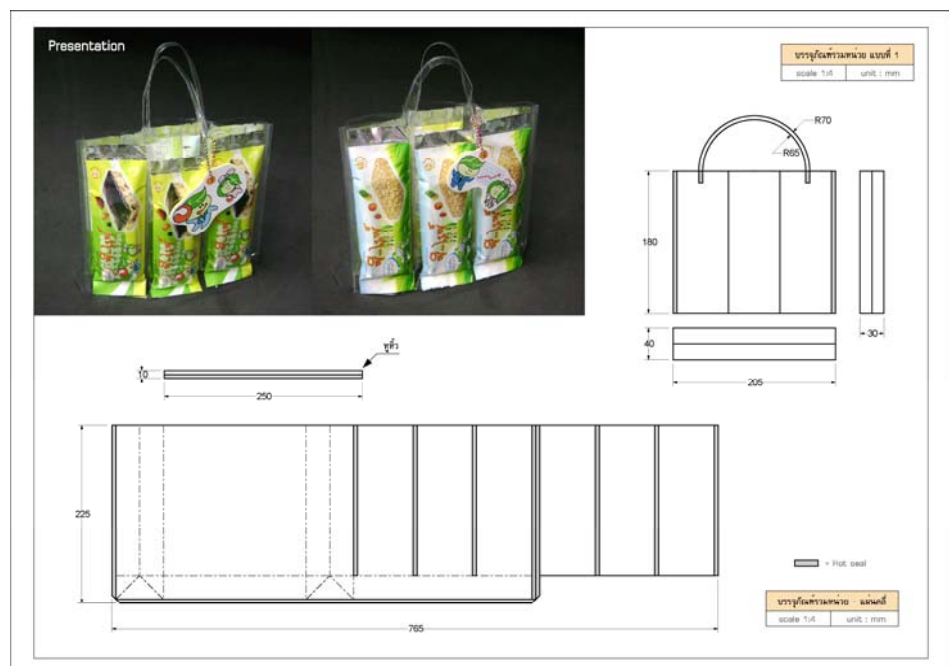 Presentation
บรรจุภัณฑ์รวมหน่วย แบบที่ 1
scale 1:4 unit : mm
R70
R65
180
30
40
205
หูหิ้ว
10
250
225
765
= Hot seal
บรรจุภัณฑ์รวมหน่วย - แผ่นคลี่
scale 1:4 unit : mm